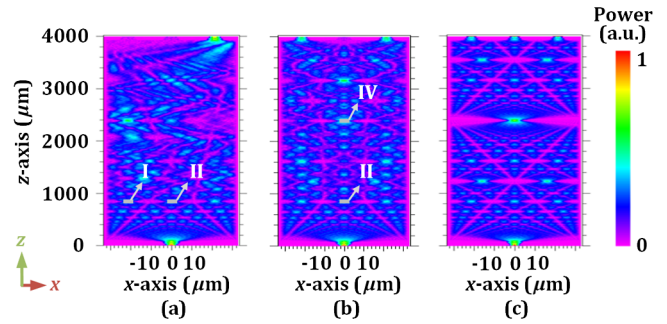 Power
(a.u.)
4000
3000
2000
1000
0
z-axis (μm)
I
II
IV
II
1
0
z
x
-10 0 10
-10 0 10
-10 0 10
x-axis (μm)
x-axis (μm)
x-axis (μm)
(a)
(b)
(c)